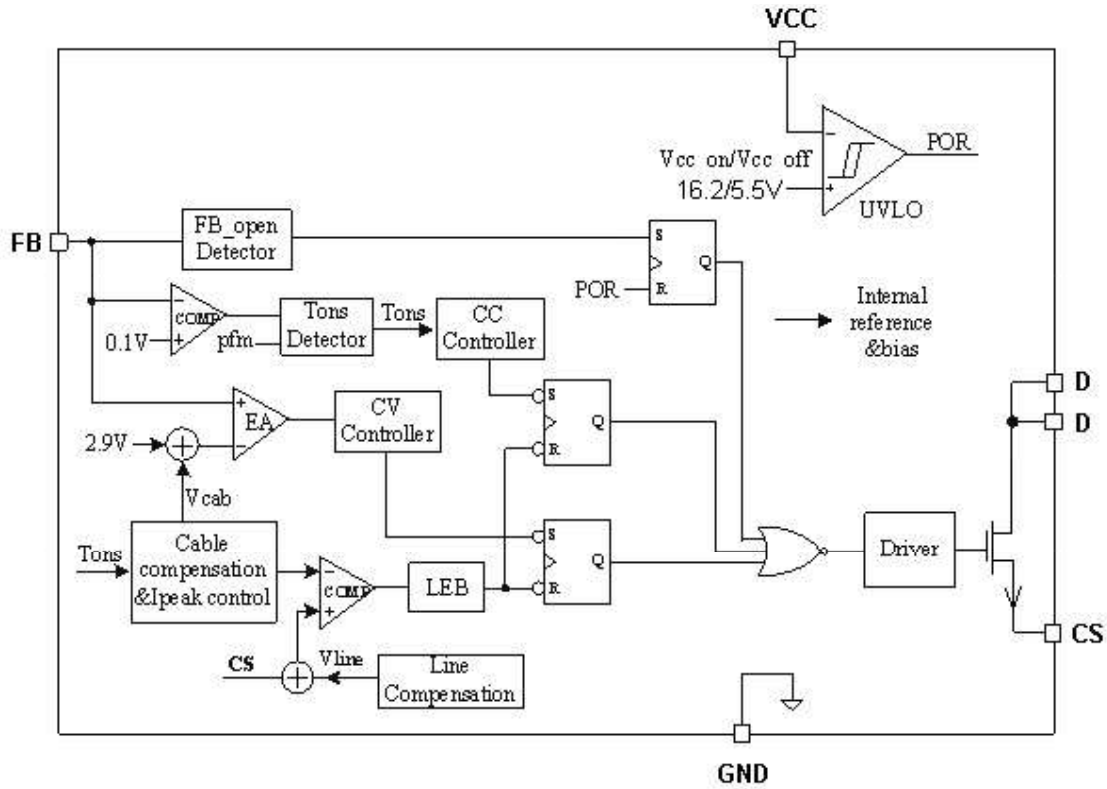 VCC
POR
Vcc on/Vcc off
16.2/5.5V
−
+
UVLO
FB
FB_open
Detector
S
Q
R
POR
Internal
reference
&bias
−
COMP
+
0.1V
pfm
Tons
Detector
Tons
CC
Controller
D
D
+
EA
−
2.9V
+
CV
Controller
S
Q
R
Vcab
Tons
Cable
compensation
&Ipeak control
−
COMP
+
LEB
S
Q
R
Driver
CS
CS
+
Vline
Line
Compensation
GND